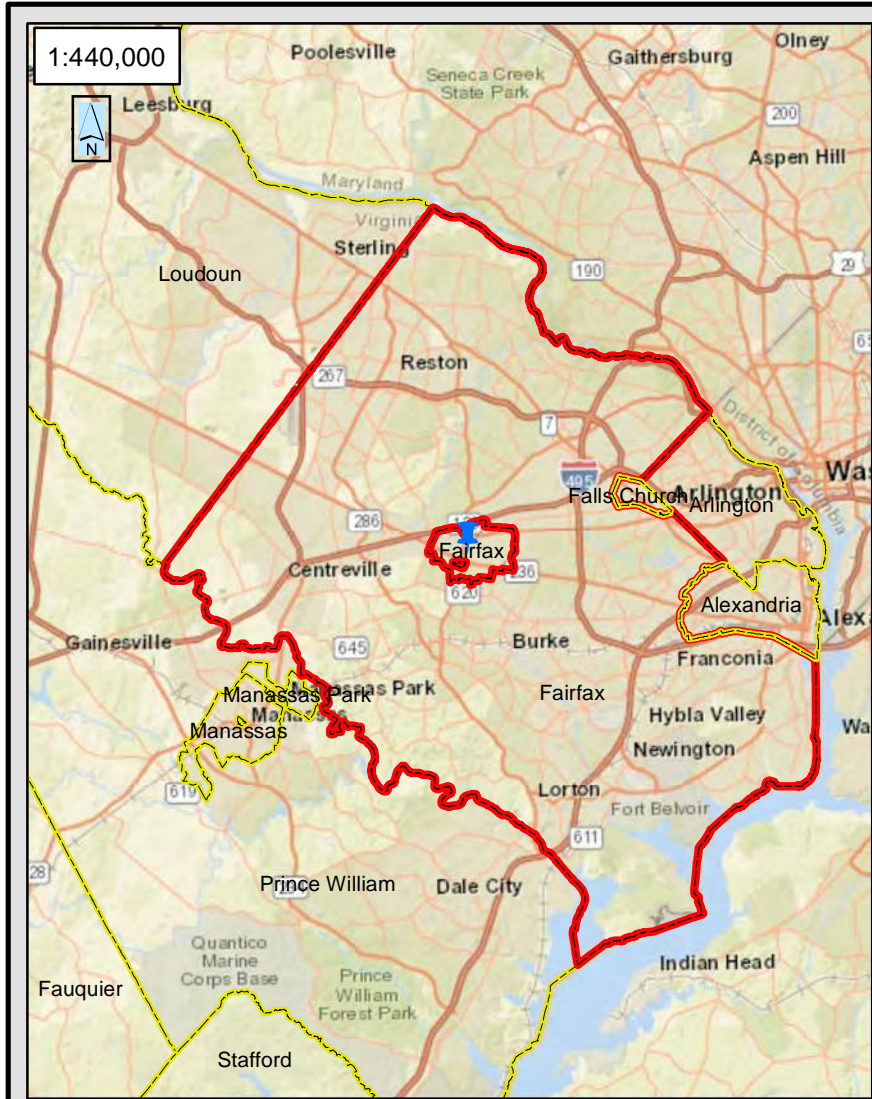 1:440,000
Poolesville
Olney
Gaithersburg
Seneca Creek
State Park
Leesburg
200
N
Aspen Hill
Maryland
Virginia
Sterling
190
29
Loudoun
Reston
267
7
District of Columbia
495
Falls Church
Arlington
Arlington
286
Fairfax
236
Centreville
620
Alexandria
Gainesville
645
Burke
Franconia
Manassas Park
Manassas Park
Fairfax
Hybla Valley
Manassas
Manassas
Newington
Lorton
619
Fort Belvoir
611
28
Prince William
Dale City
Quantico
Marine
Corps Base
Indian Head
Prince
William
Forest Park
Fauquier
Stafford